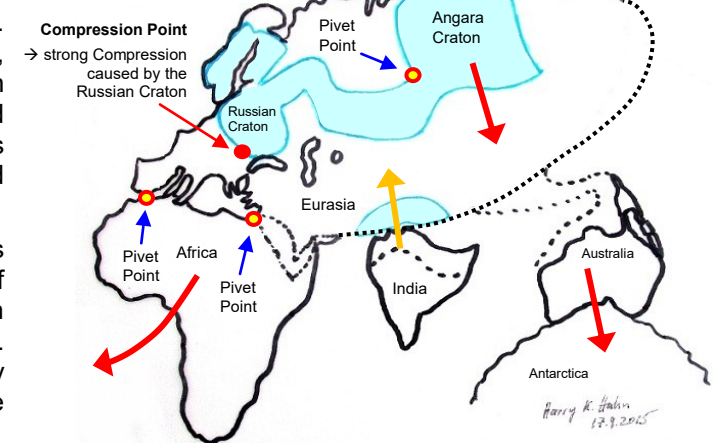 Compression Point
→ strong Compression
caused by the
Russian Craton
Pivet
Point
Angara
Craton
Russian
Craton
Eurasia
Pivet
Point
Africa
Pivet
Point
India
Australia
Antarctica
Harry K. Hahn
17.9.2015